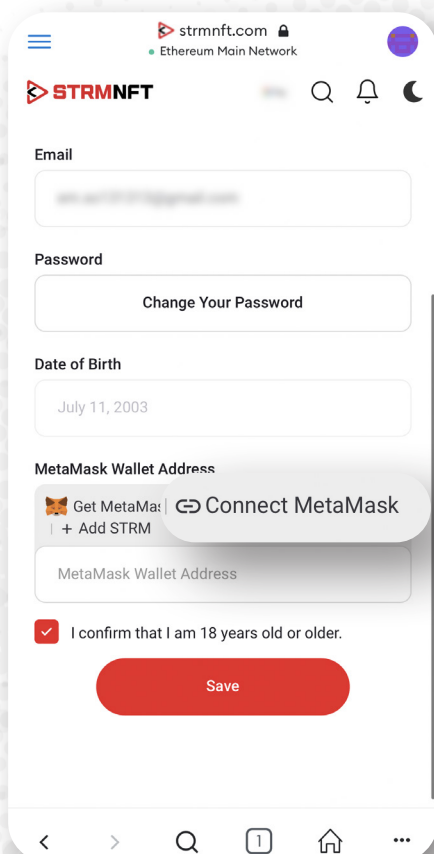 strmnft.com
Ethereum Main Network
STRMNFT
Email
Password
Change Your Password
Date of Birth
July 11, 2003
MetaMask Wallet Address
Get MetaMas
Connect MetaMask
+ Add STRM
MetaMask Wallet Address
I confirm that I am 18 years old or older.
Save
1